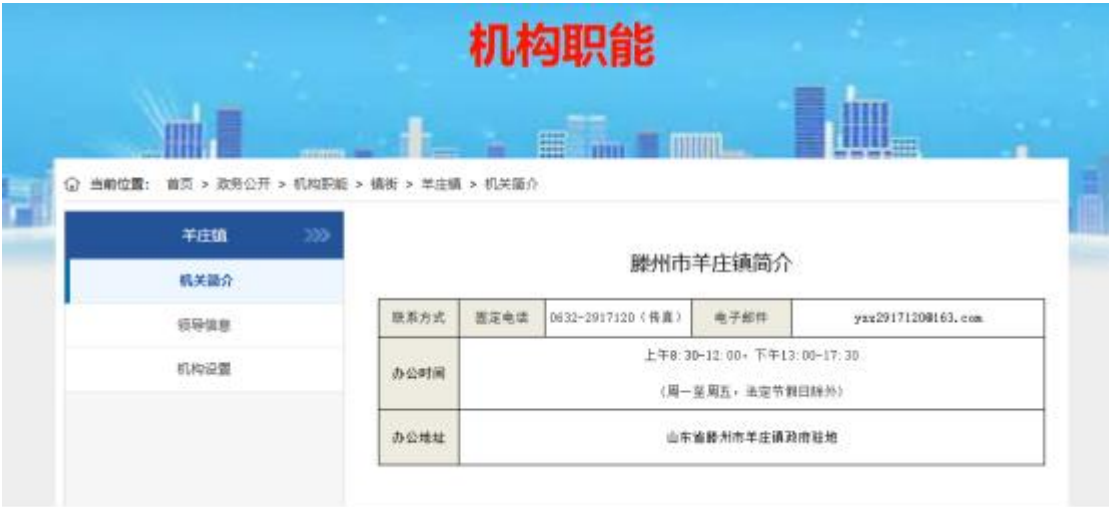 机构职能
当前位置： 首页 > 政务公开 > 机构职能 > 镇街 > 羊庄镇 > 机关简介
羊庄镇 >>>
机关简介
领导信息
机构设置
滕州市羊庄镇简介
联系方式 固定电话 0632-2917120（传真） 电子邮件 yzz2917120@163.com
办公时间 上午8:30-12:00，下午13:00-17:30
（周一至周五，法定节假日除外）
办公地址 山东省滕州市羊庄镇政府驻地